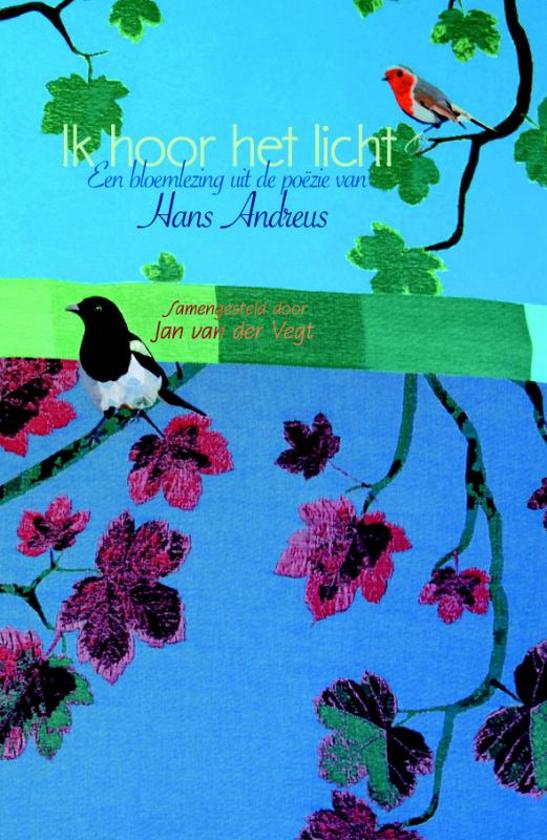 Ik hoor het licht
Een bloemlezing uit de poëzie van
Hans Andreus
Samengesteld door
Jan van der Vegt